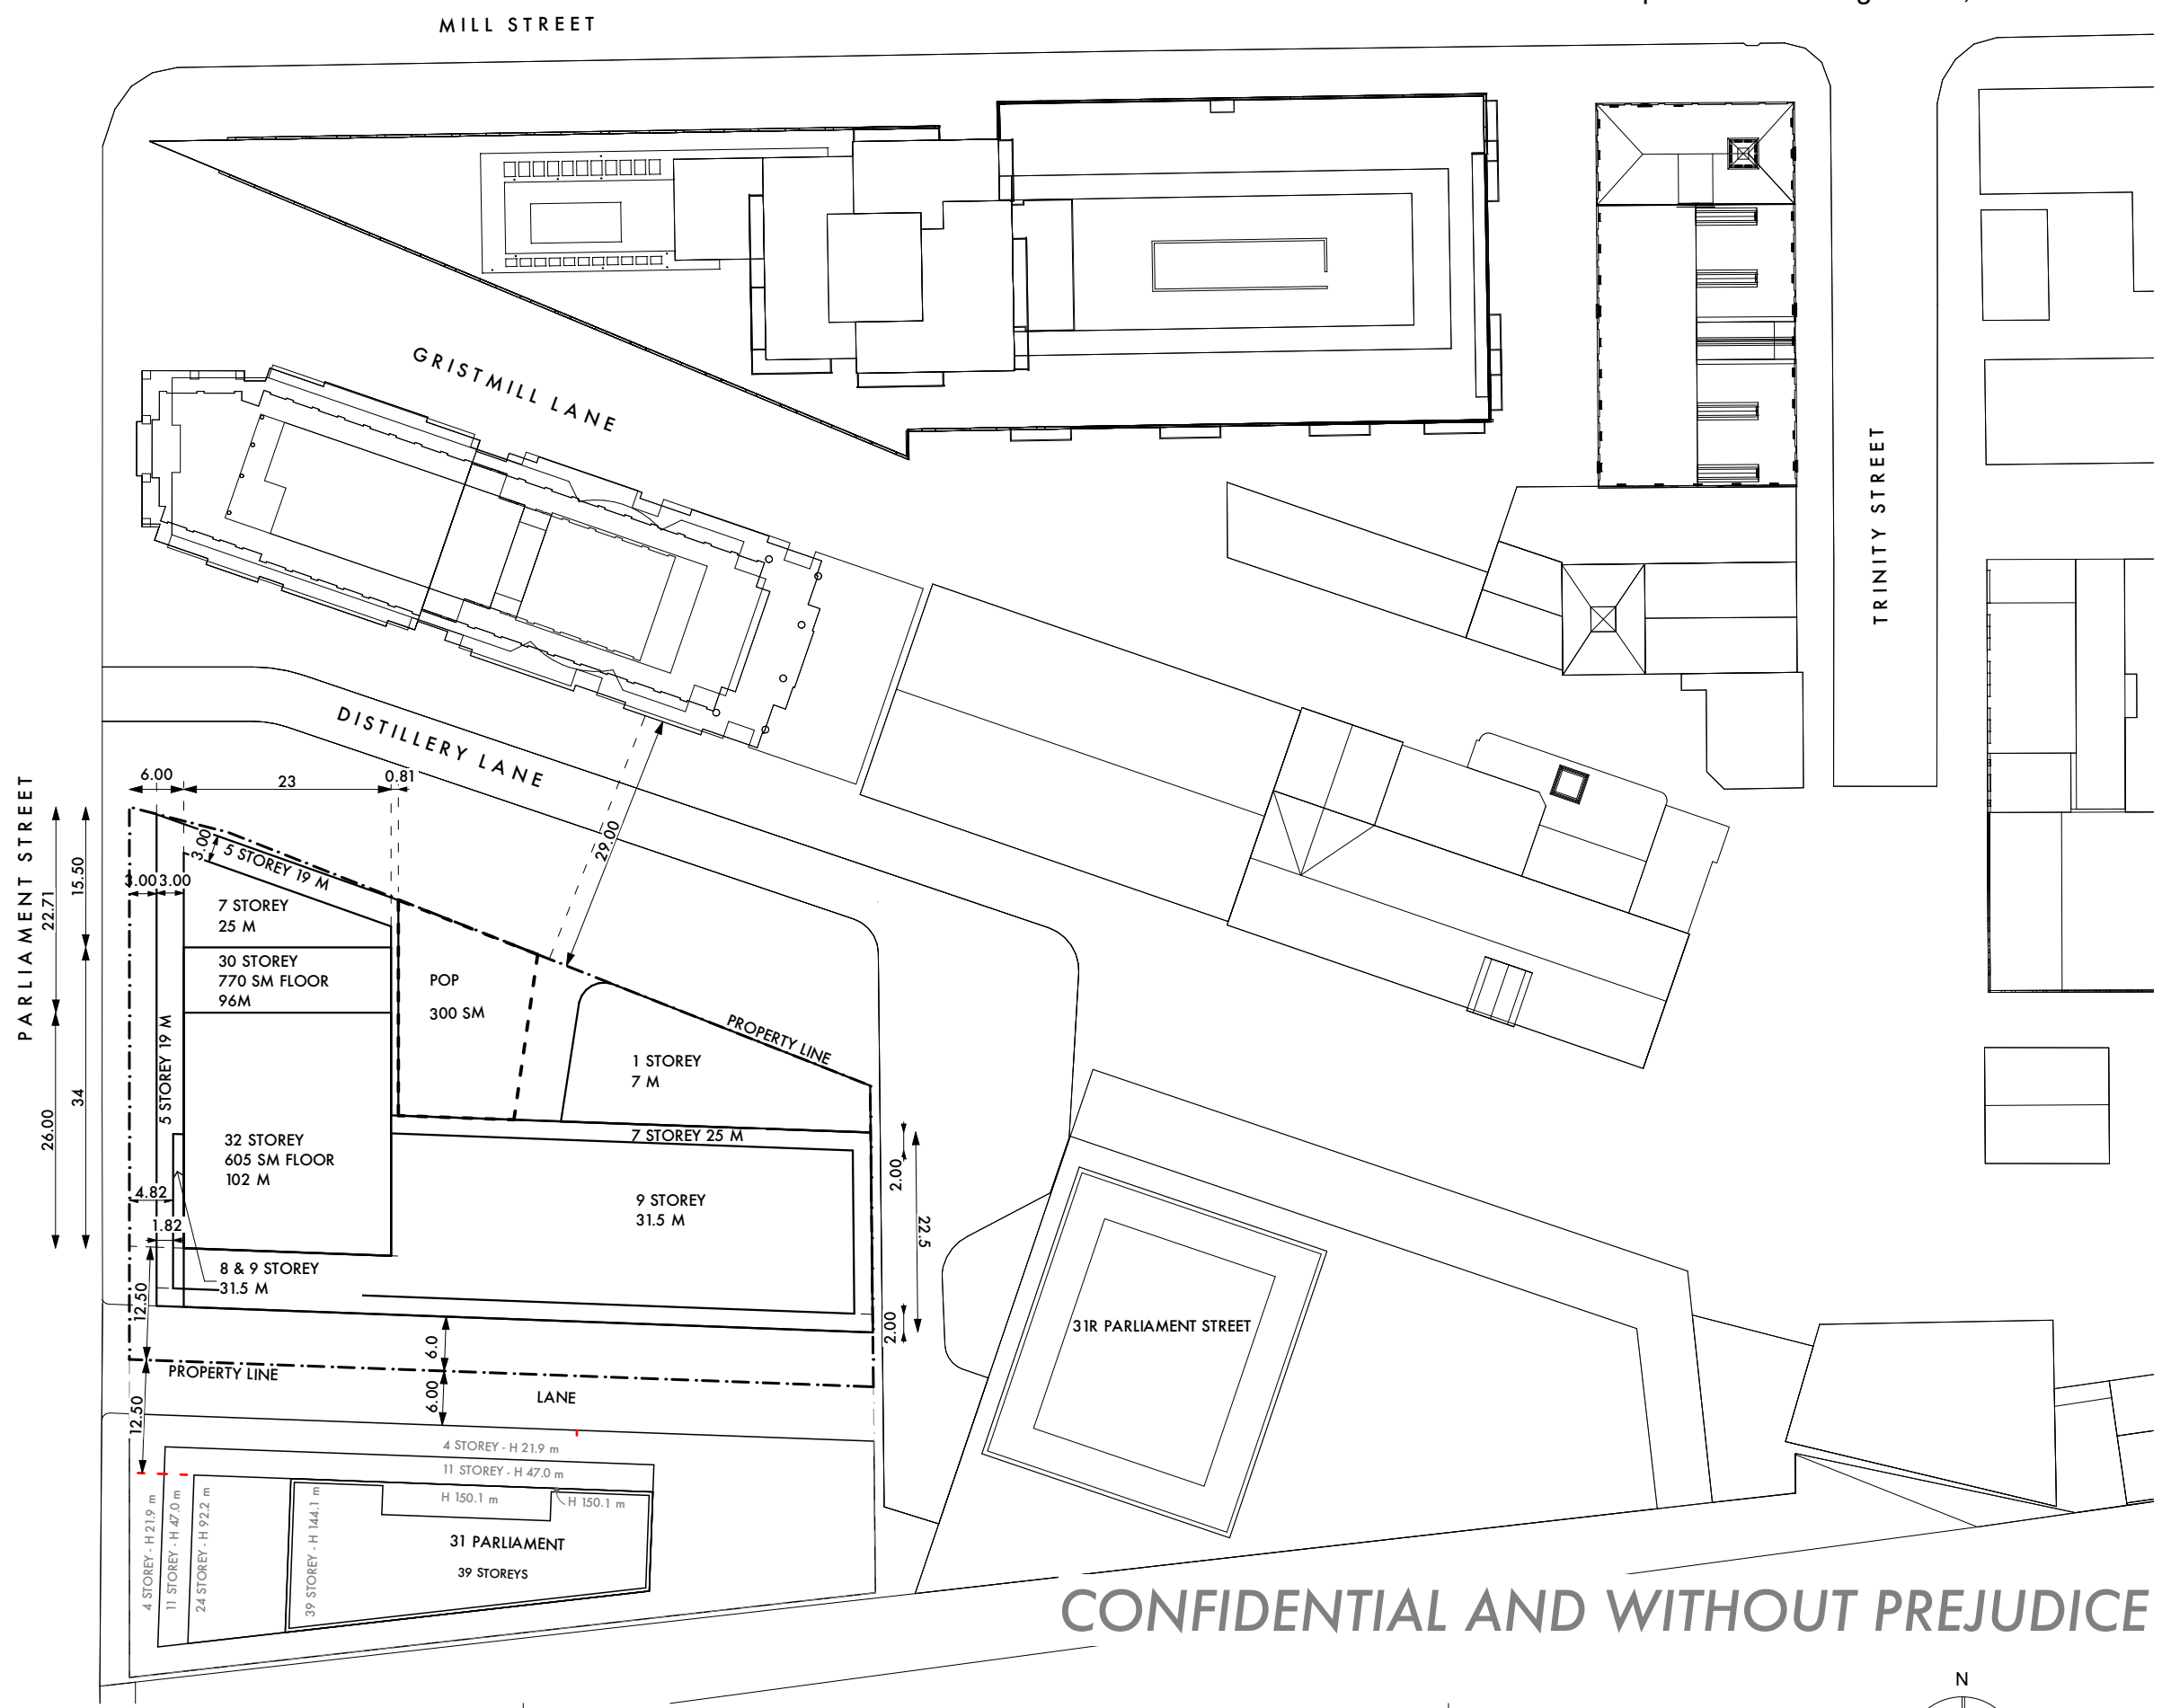 MILL STREET
GRISTMILL LANE
TRINITY STREET
DISTILLERY LANE
PARLIAMENT STREET
6.00
23
0.81
29.00
3.00
5 STOREY 19 M
3.00
3.00
15.50
22.71
7 STOREY
25 M
30 STOREY
770 SM FLOOR
96M
POP
300 SM
PROPERTY LINE
1 STOREY
7 M
5 STOREY 19 M
34
26.00
7 STOREY 25 M
32 STOREY
605 SM FLOOR
102 M
2.00
4.82
9 STOREY
31.5 M
1.82
22.5
8 & 9 STOREY
31.5 M
12.50
6.0
2.00
31R PARLIAMENT STREET
PROPERTY LINE
LANE
6.00
12.50
4 STOREY - H 21.9 m
11 STOREY - H 47.0 m
H 150.1 m
H 150.1 m
4 STOREY - H 21.9 m
11 STOREY - H 47.0 m
24 STOREY - H 92.2 m
39 STOREY - H 144.1 m
31 PARLIAMENT
39 STOREYS
CONFIDENTIAL AND WITHOUT PREJUDICE
N